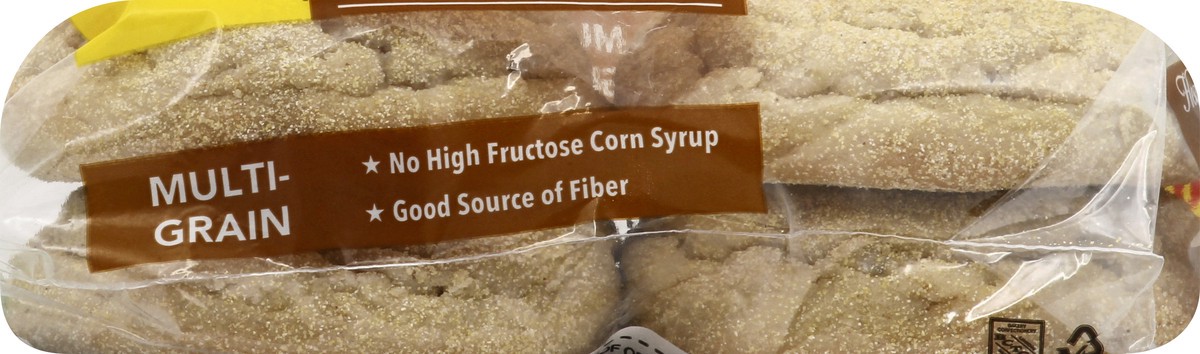 MULTI-
GRAIN
★ No High Fructose Corn Syrup
★ Good Source of Fiber